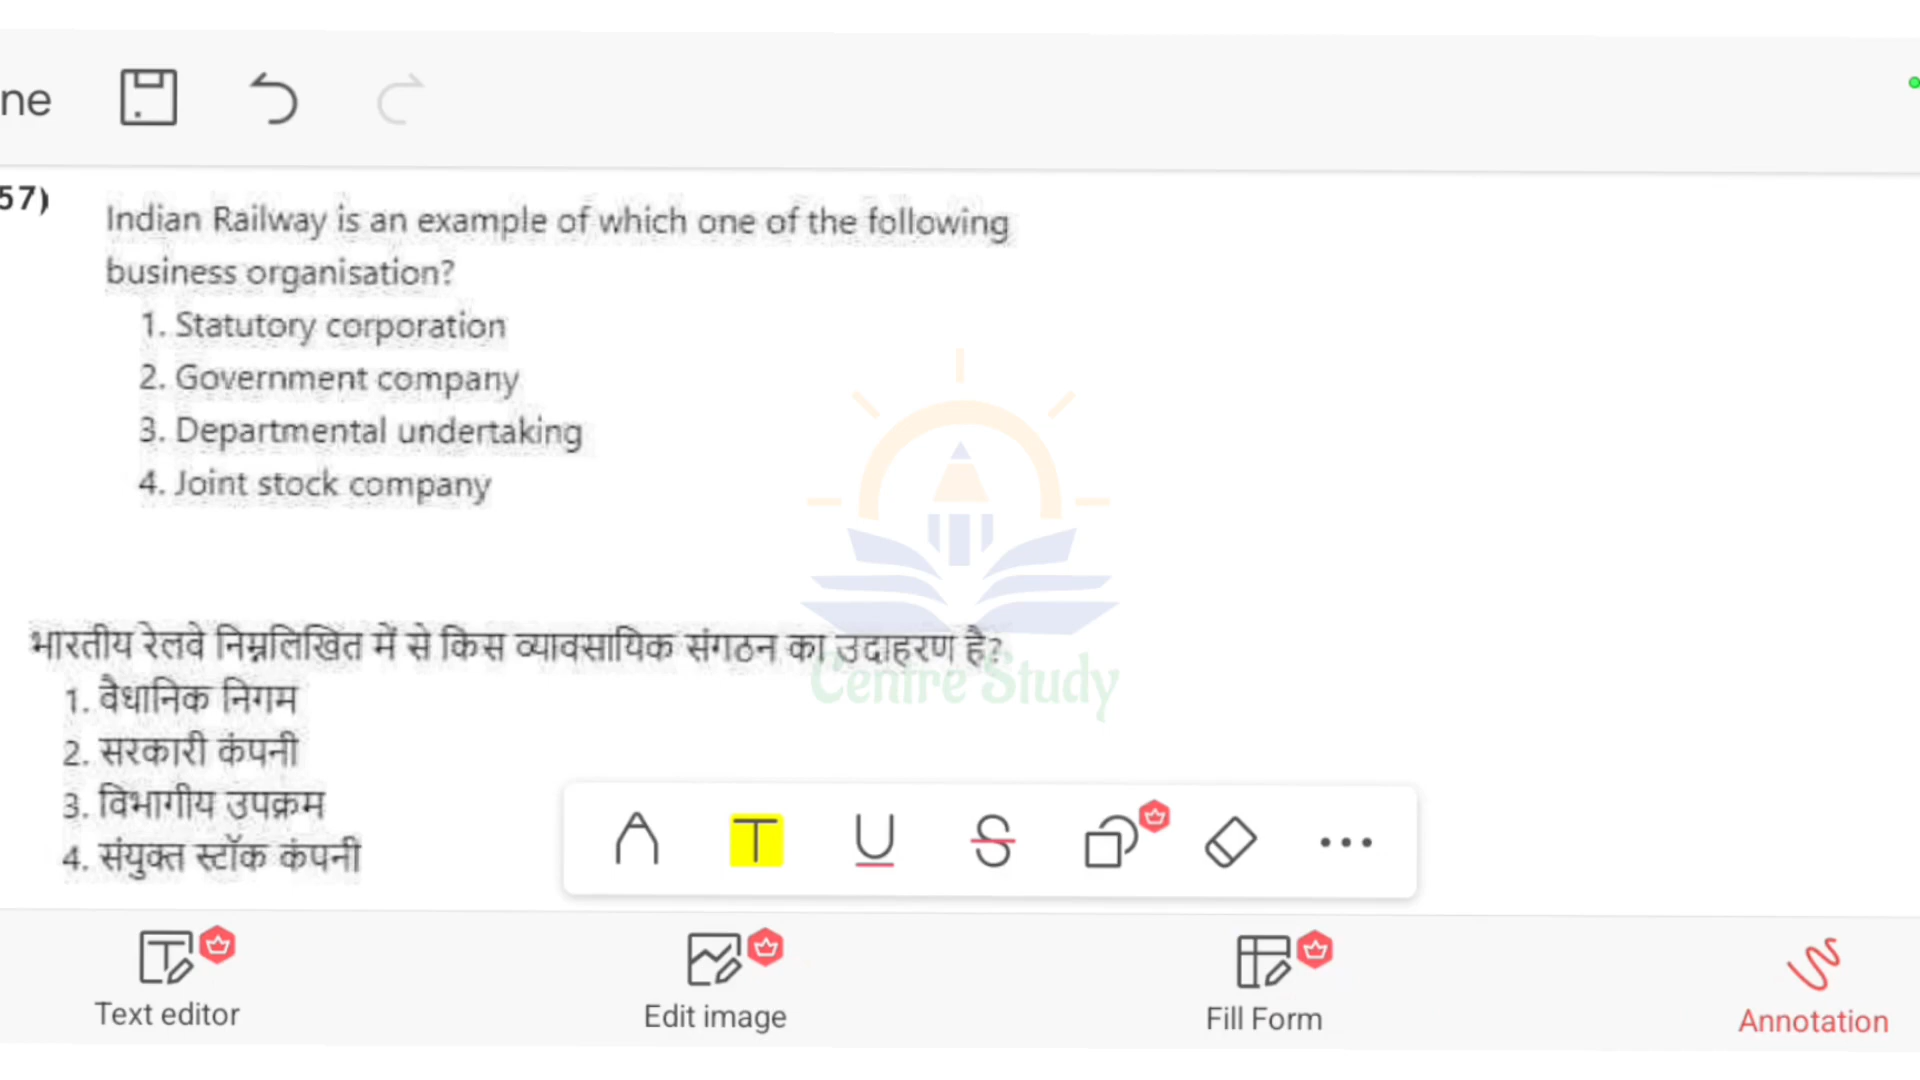 ne
57)
Indian Railway is an example of which one of the following
business organisation?
1. Statutory corporation
2. Government company
3. Departmental undertaking
4. Joint stock company
भारतीय रेलवे निम्नलिखित में से किस व्यावसायिक संगठन का उदाहरण है?
Centre Study
1. वैधानिक निगम
2. सरकारी कंपनी
3. विभागीय उपक्रम
4. संयुक्त स्टॉक कंपनी
Text editor
Edit image
Fill Form
Annotation